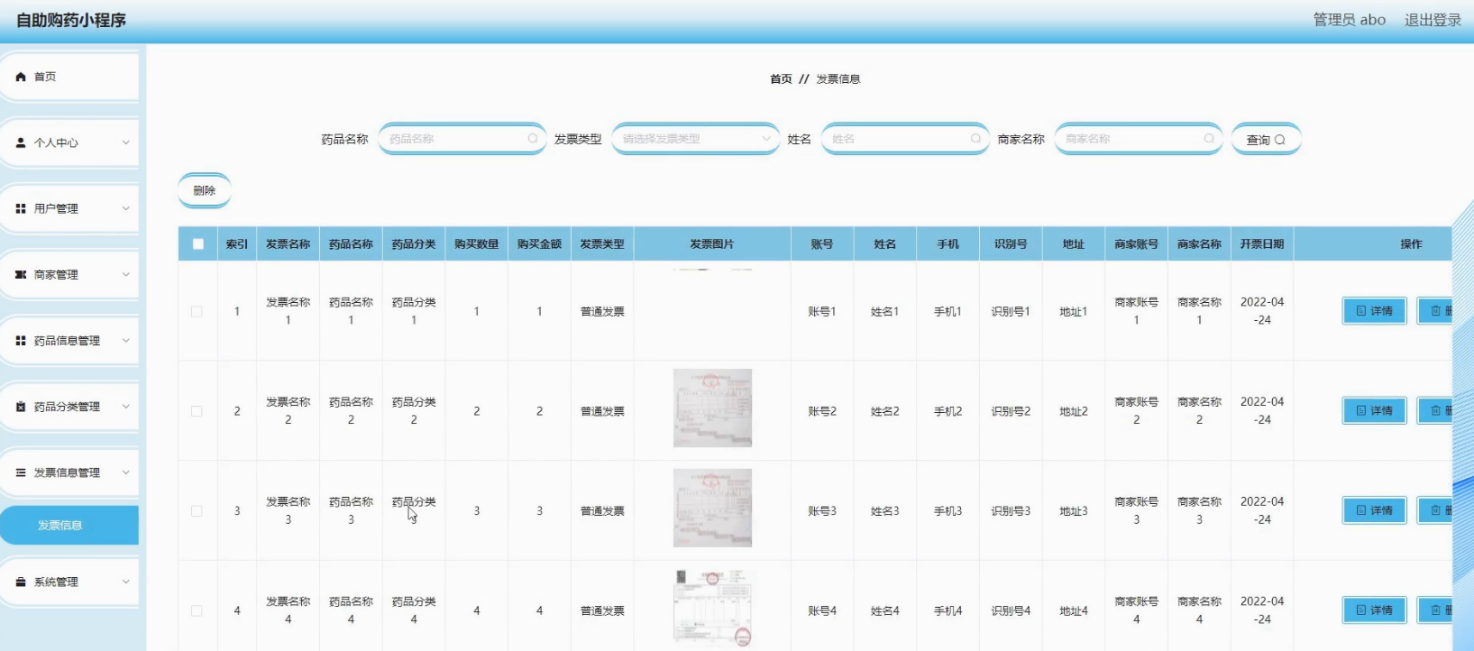 自助购药小程序
管理员 abo 退出登录
首页
个人中心
用户管理
商家管理
药品信息管理
药品分类管理
发票信息管理
发票信息
系统管理
首页 // 发票信息
药品名称 药品名称 发票类型 请选择发票类型 姓名 姓名 商家名称 商家名称 查询
删除
索引 发票名称 药品名称 药品分类 购买数量 购买金额 发票类型 发票图片 账号 姓名 手机 识别号 地址 商家账号 商家名称 开票日期 操作
1 发票名称1 药品名称1 药品分类1 1 1 普通发票 账号1 姓名1 手机1 识别号1 地址1 商家账号1 商家名称1 2022-04-24 详情
2 发票名称2 药品名称2 药品分类2 2 2 普通发票 账号2 姓名2 手机2 识别号2 地址2 商家账号2 商家名称2 2022-04-24 详情
3 发票名称3 药品名称3 药品分类3 3 3 普通发票 账号3 姓名3 手机3 识别号3 地址3 商家账号3 商家名称3 2022-04-24 详情
4 发票名称4 药品名称4 药品分类4 4 4 普通发票 账号4 姓名4 手机4 识别号4 地址4 商家账号4 商家名称4 2022-04-24 详情